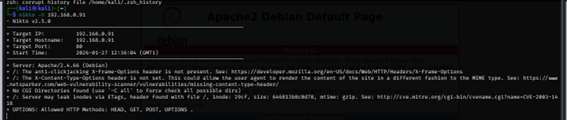 zsh: corrupt history file /home/kali/.zsh_history
(kali㉿kali)-[~]
$ nikto -h 192.168.0.91
- Nikto v2.5.0
+ Target IP: 192.168.0.91
+ Target Hostname: 192.168.0.91
+ Target Port: 80
+ Start Time: 2026-01-27 12:36:04 (GMT1)
+ Server: Apache/2.4.66 (Debian)
+ /: The anti-clickjacking X-Frame-Options header is not present. See: https://developer.mozilla.org/en-US/docs/Web/HTTP/Headers/X-Frame-Options
+ /: The X-Content-Type-Options header is not set. This could allow the user agent to render the content of the site in a different fashion to the MIME type. See: https://www
.netsparker.com/web-vulnerability-scanner/vulnerabilities/missing-content-type-header/
+ No CGI Directories found (use '-C all' to force check all possible dirs)
+ /: Server may leak inodes via ETags, header found with file /, inode: 29cf, size: 646813b8c0d78, mtime: gzip. See: http://cve.mitre.org/cgi-bin/cvename.cgi?name=CVE-2003-14
18
+ OPTIONS: Allowed HTTP Methods: HEAD, GET, POST, OPTIONS .
Apache2 Debian Default Page